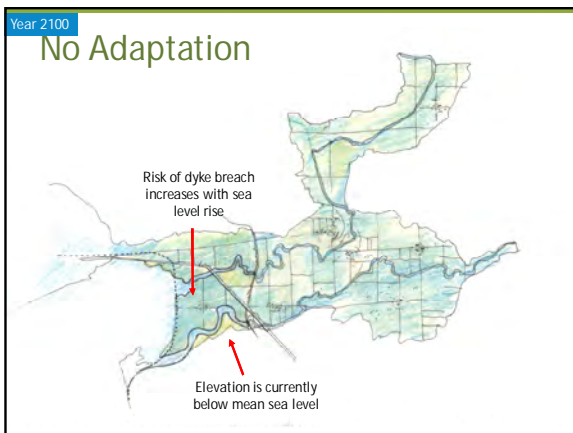 Year 2100
No Adaptation
Risk of dyke breach
increases with sea
level rise
Elevation is currently
below mean sea level